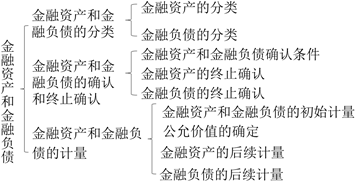 金融资产和金融负债
金融资产和金
融负债的分类
金融资产的分类
金融负债的分类
金融资产和金
融负债的确认
和终止确认
金融资产和金融负债确认条件
金融资产的终止确认
金融负债的终止确认
金融资产和金融负
债的计量
金融资产和金融负债的初始计量
公允价值的确定
金融资产的后续计量
金融负债的后续计量